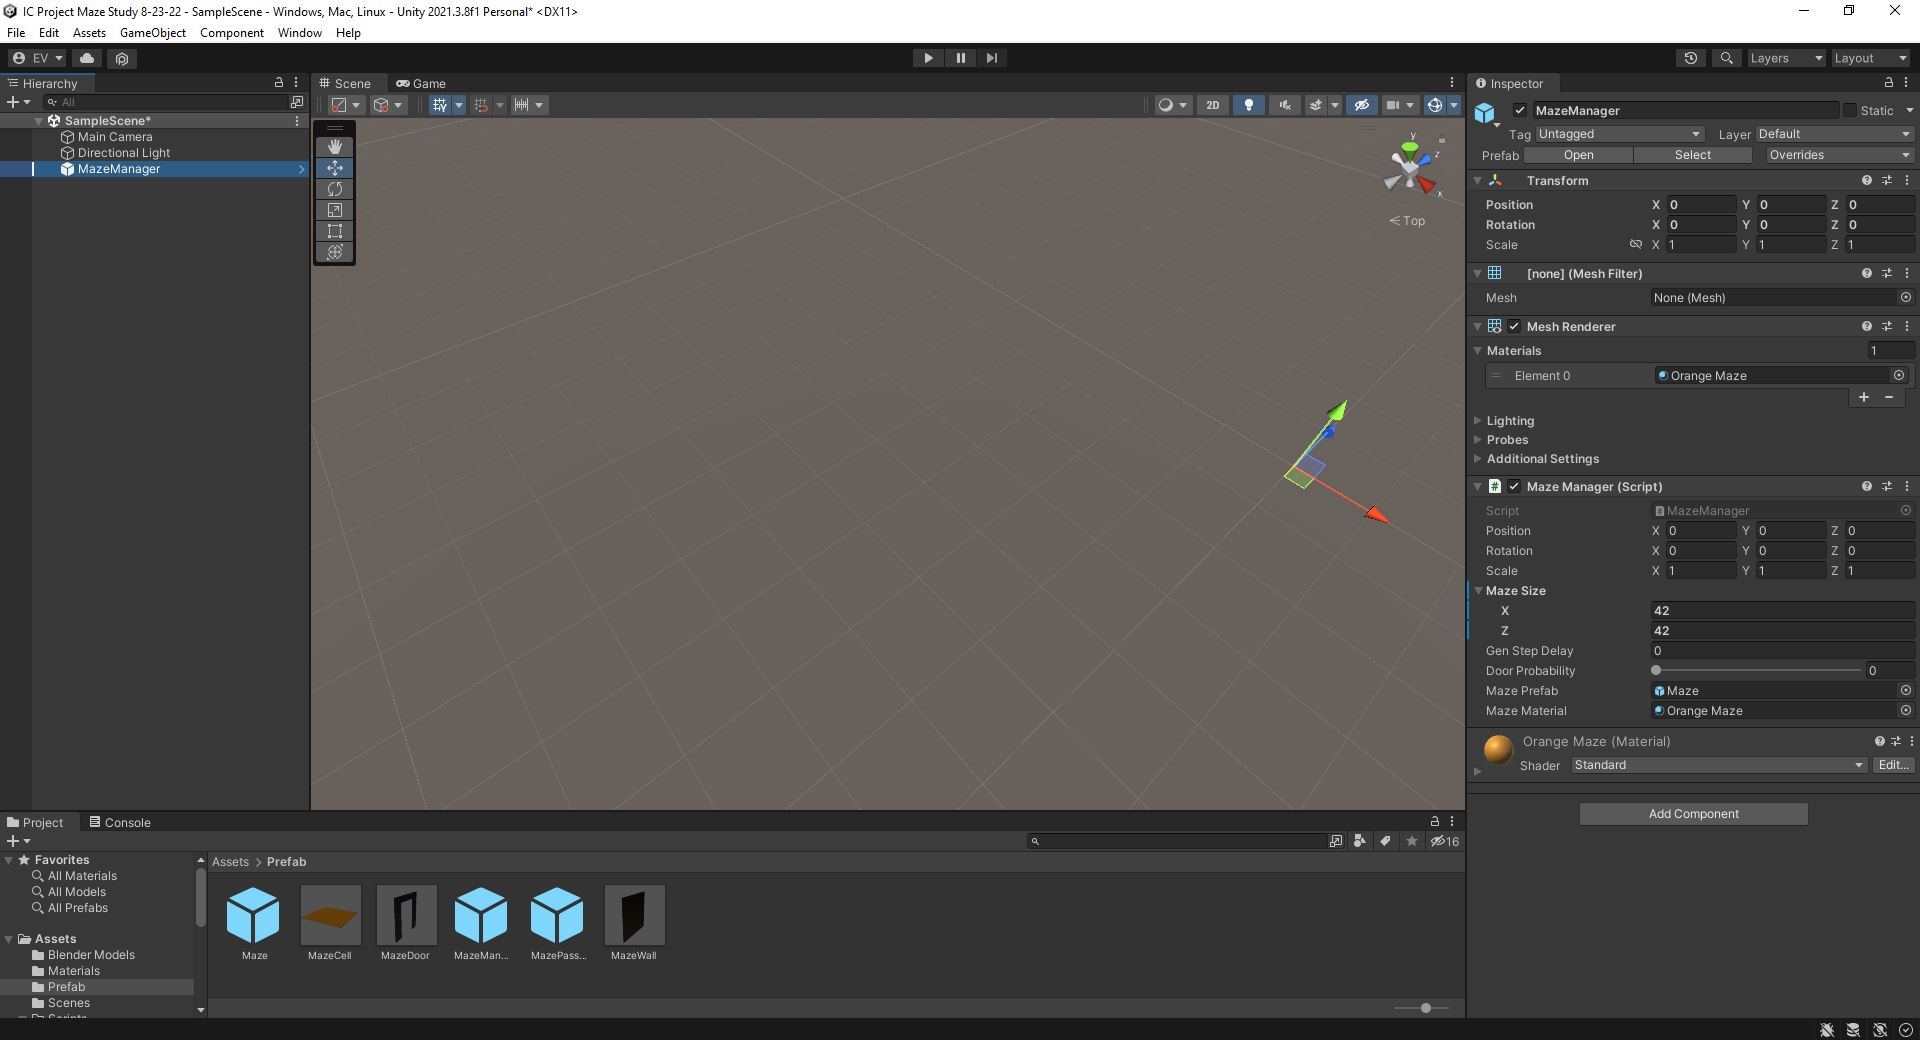 IC Project Maze Study 8-23-22 - SampleScene - Windows, Mac, Linux - Unity 2021.3.8f1 Personal* <DX11>
File Edit Assets GameObject Component Window Help
EV Layers Layout
Hierarchy
All
SampleScene*
Main Camera
Directional Light
MazeManager
Scene Game
2D
y
z
x
Top
Inspector
MazeManager Static
Tag Untagged Layer Default
Prefab Open Select Overrides
Transform
Position X 0 Y 0 Z 0
Rotation X 0 Y 0 Z 0
Scale X 1 Y 1 Z 1
[none] (Mesh Filter)
Mesh None (Mesh)
Mesh Renderer
Materials 1
Element 0 Orange Maze
+ -
Lighting
Probes
Additional Settings
# Maze Manager (Script)
Script MazeManager
Position X 0 Y 0 Z 0
Rotation X 0 Y 0 Z 0
Scale X 1 Y 1 Z 1
Maze Size
X 42
Z 42
Gen Step Delay 0
Door Probability 0
Maze Prefab Maze
Maze Material Orange Maze
Orange Maze (Material)
Shader Standard Edit...
Add Component
Project Console
16
Favorites
All Materials
All Models
All Prefabs
Assets
Blender Models
Materials
Prefab
Scenes
Scripts
Assets > Prefab
Maze MazeCell MazeDoor MazeMan... MazePass... MazeWall